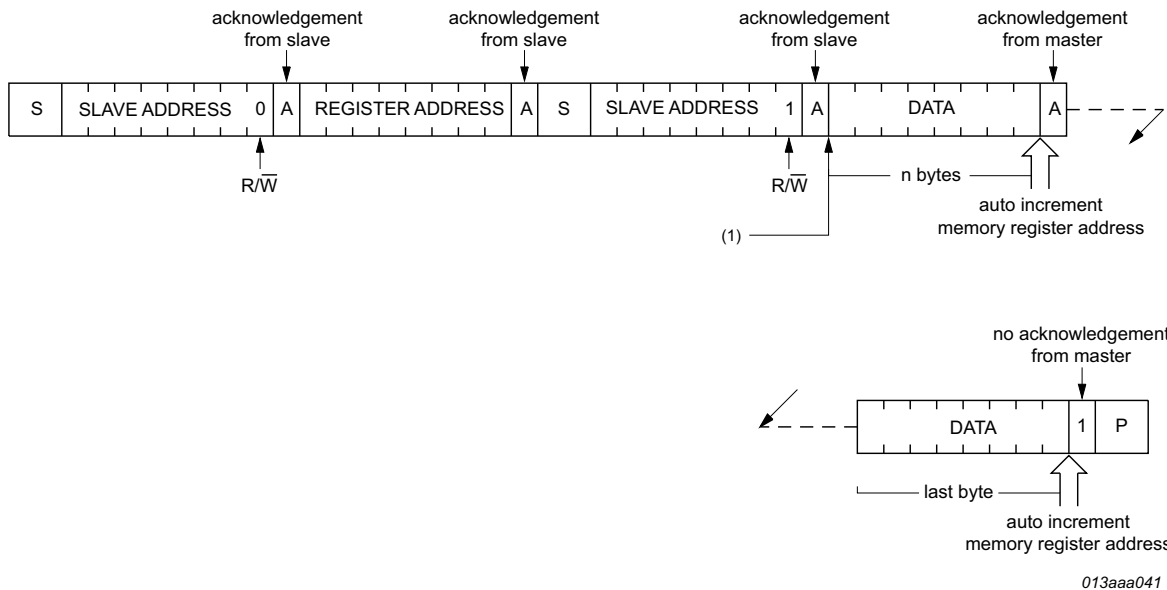 acknowledgement
from slave
acknowledgement
from slave
acknowledgement
from slave
acknowledgement
from master
S SLAVE ADDRESS 0 A REGISTER ADDRESS A S SLAVE ADDRESS 1 A DATA A
R/W̅
R/W̅
n bytes
auto increment
memory register address
(1)
no acknowledgement
from master
DATA 1 P
last byte
auto increment
memory register address
013aaa041